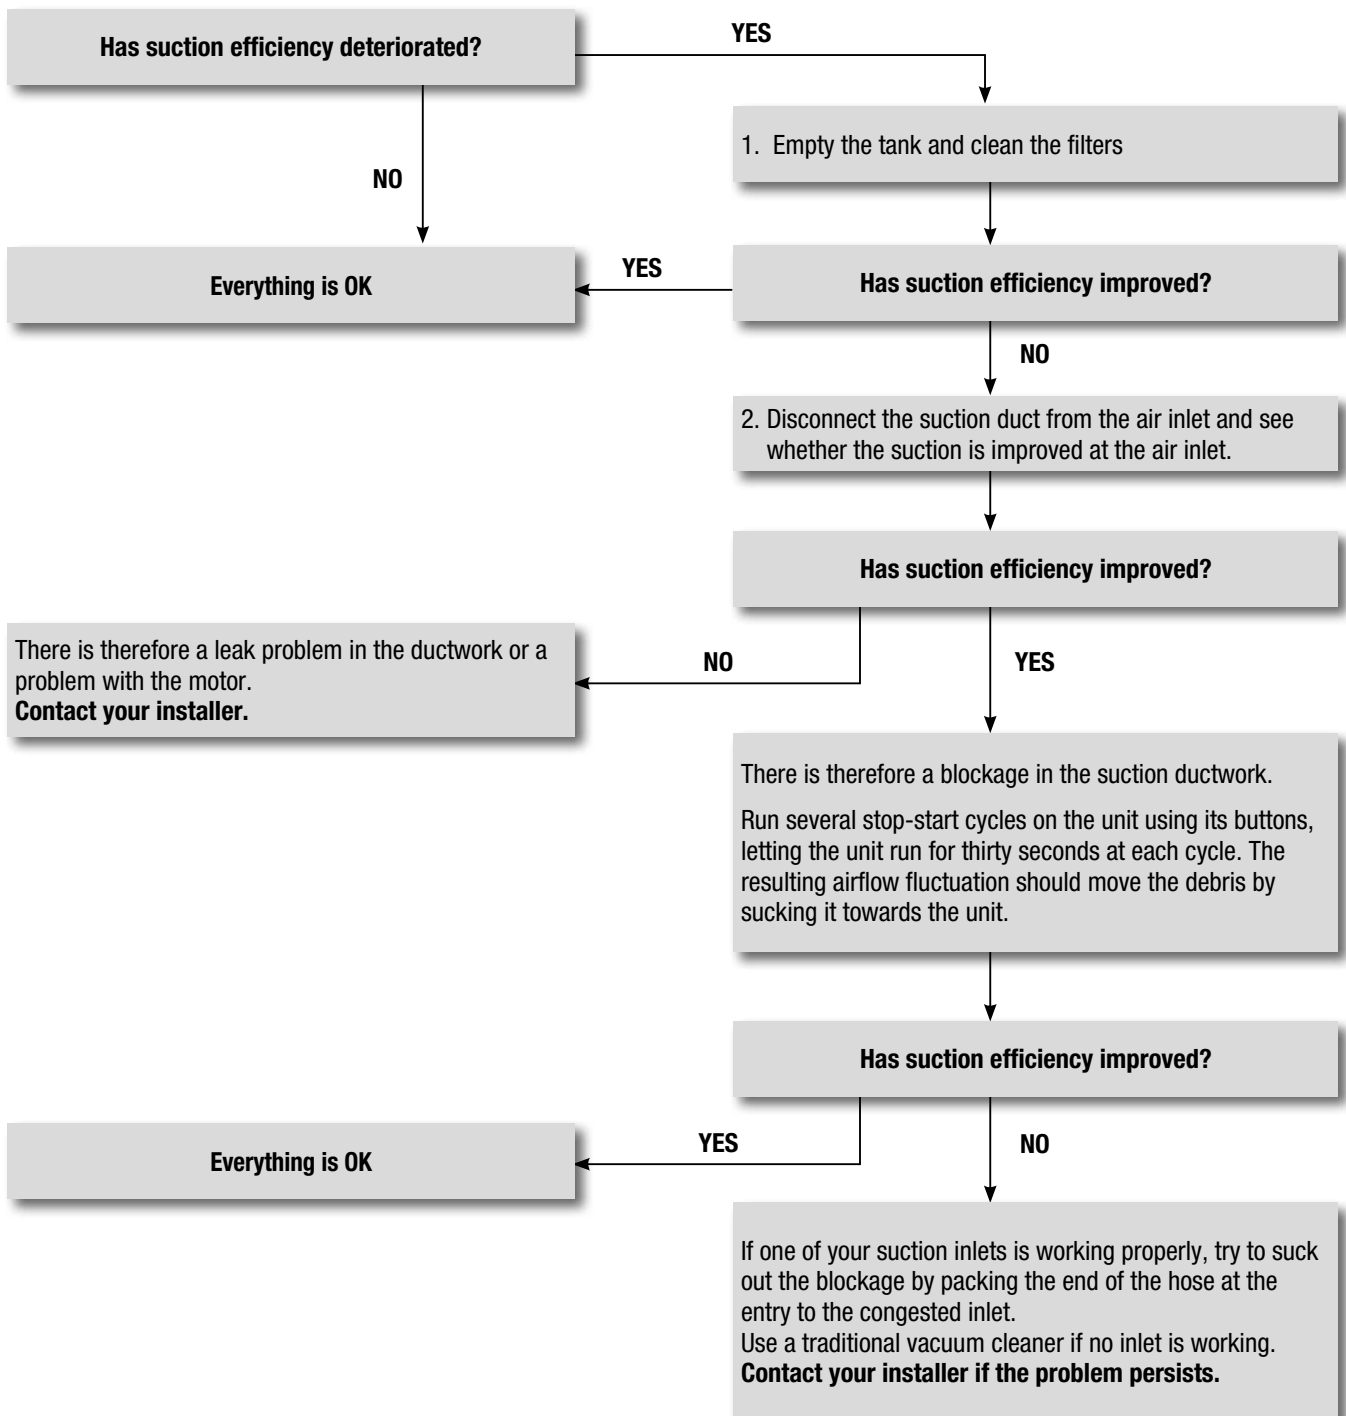 Has suction efficiency deteriorated?
YES
1. Empty the tank and clean the filters
NO
Everything is OK
YES
Has suction efficiency improved?
NO
2. Disconnect the suction duct from the air inlet and see
whether the suction is improved at the air inlet.
Has suction efficiency improved?
There is therefore a leak problem in the ductwork or a
problem with the motor.
Contact your installer.
NO
YES
There is therefore a blockage in the suction ductwork.
Run several stop-start cycles on the unit using its buttons,
letting the unit run for thirty seconds at each cycle. The
resulting airflow fluctuation should move the debris by
sucking it towards the unit.
Has suction efficiency improved?
Everything is OK
YES
NO
If one of your suction inlets is working properly, try to suck
out the blockage by packing the end of the hose at the
entry to the congested inlet.
Use a traditional vacuum cleaner if no inlet is working.
Contact your installer if the problem persists.